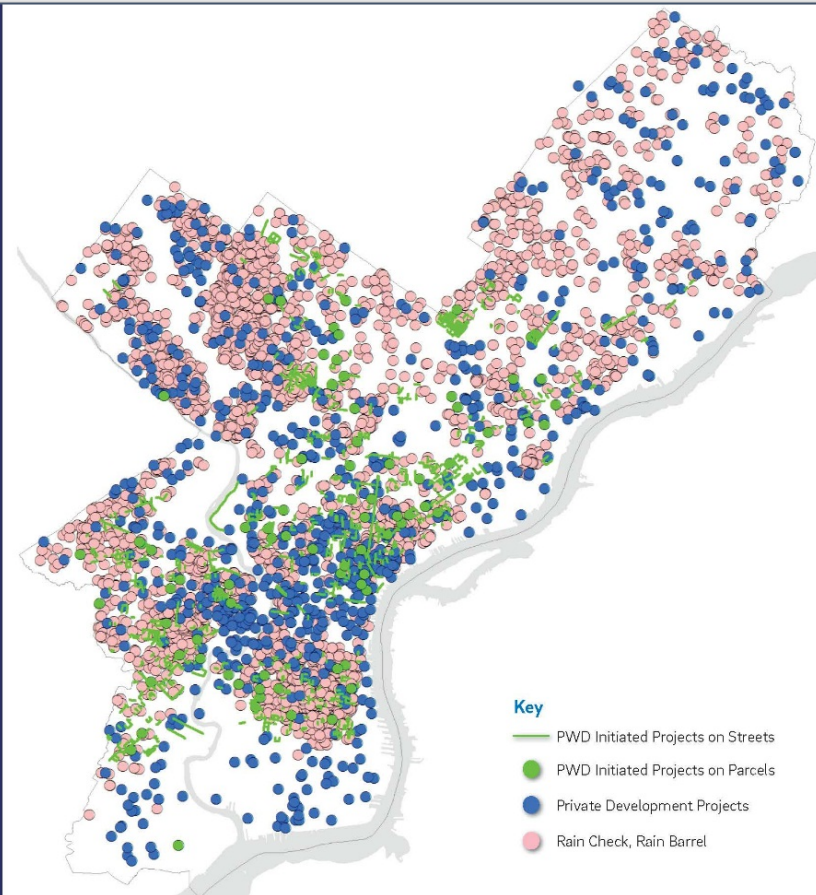 Key
PWD Initiated Projects on Streets
PWD Initiated Projects on Parcels
Private Development Projects
Rain Check, Rain Barrel